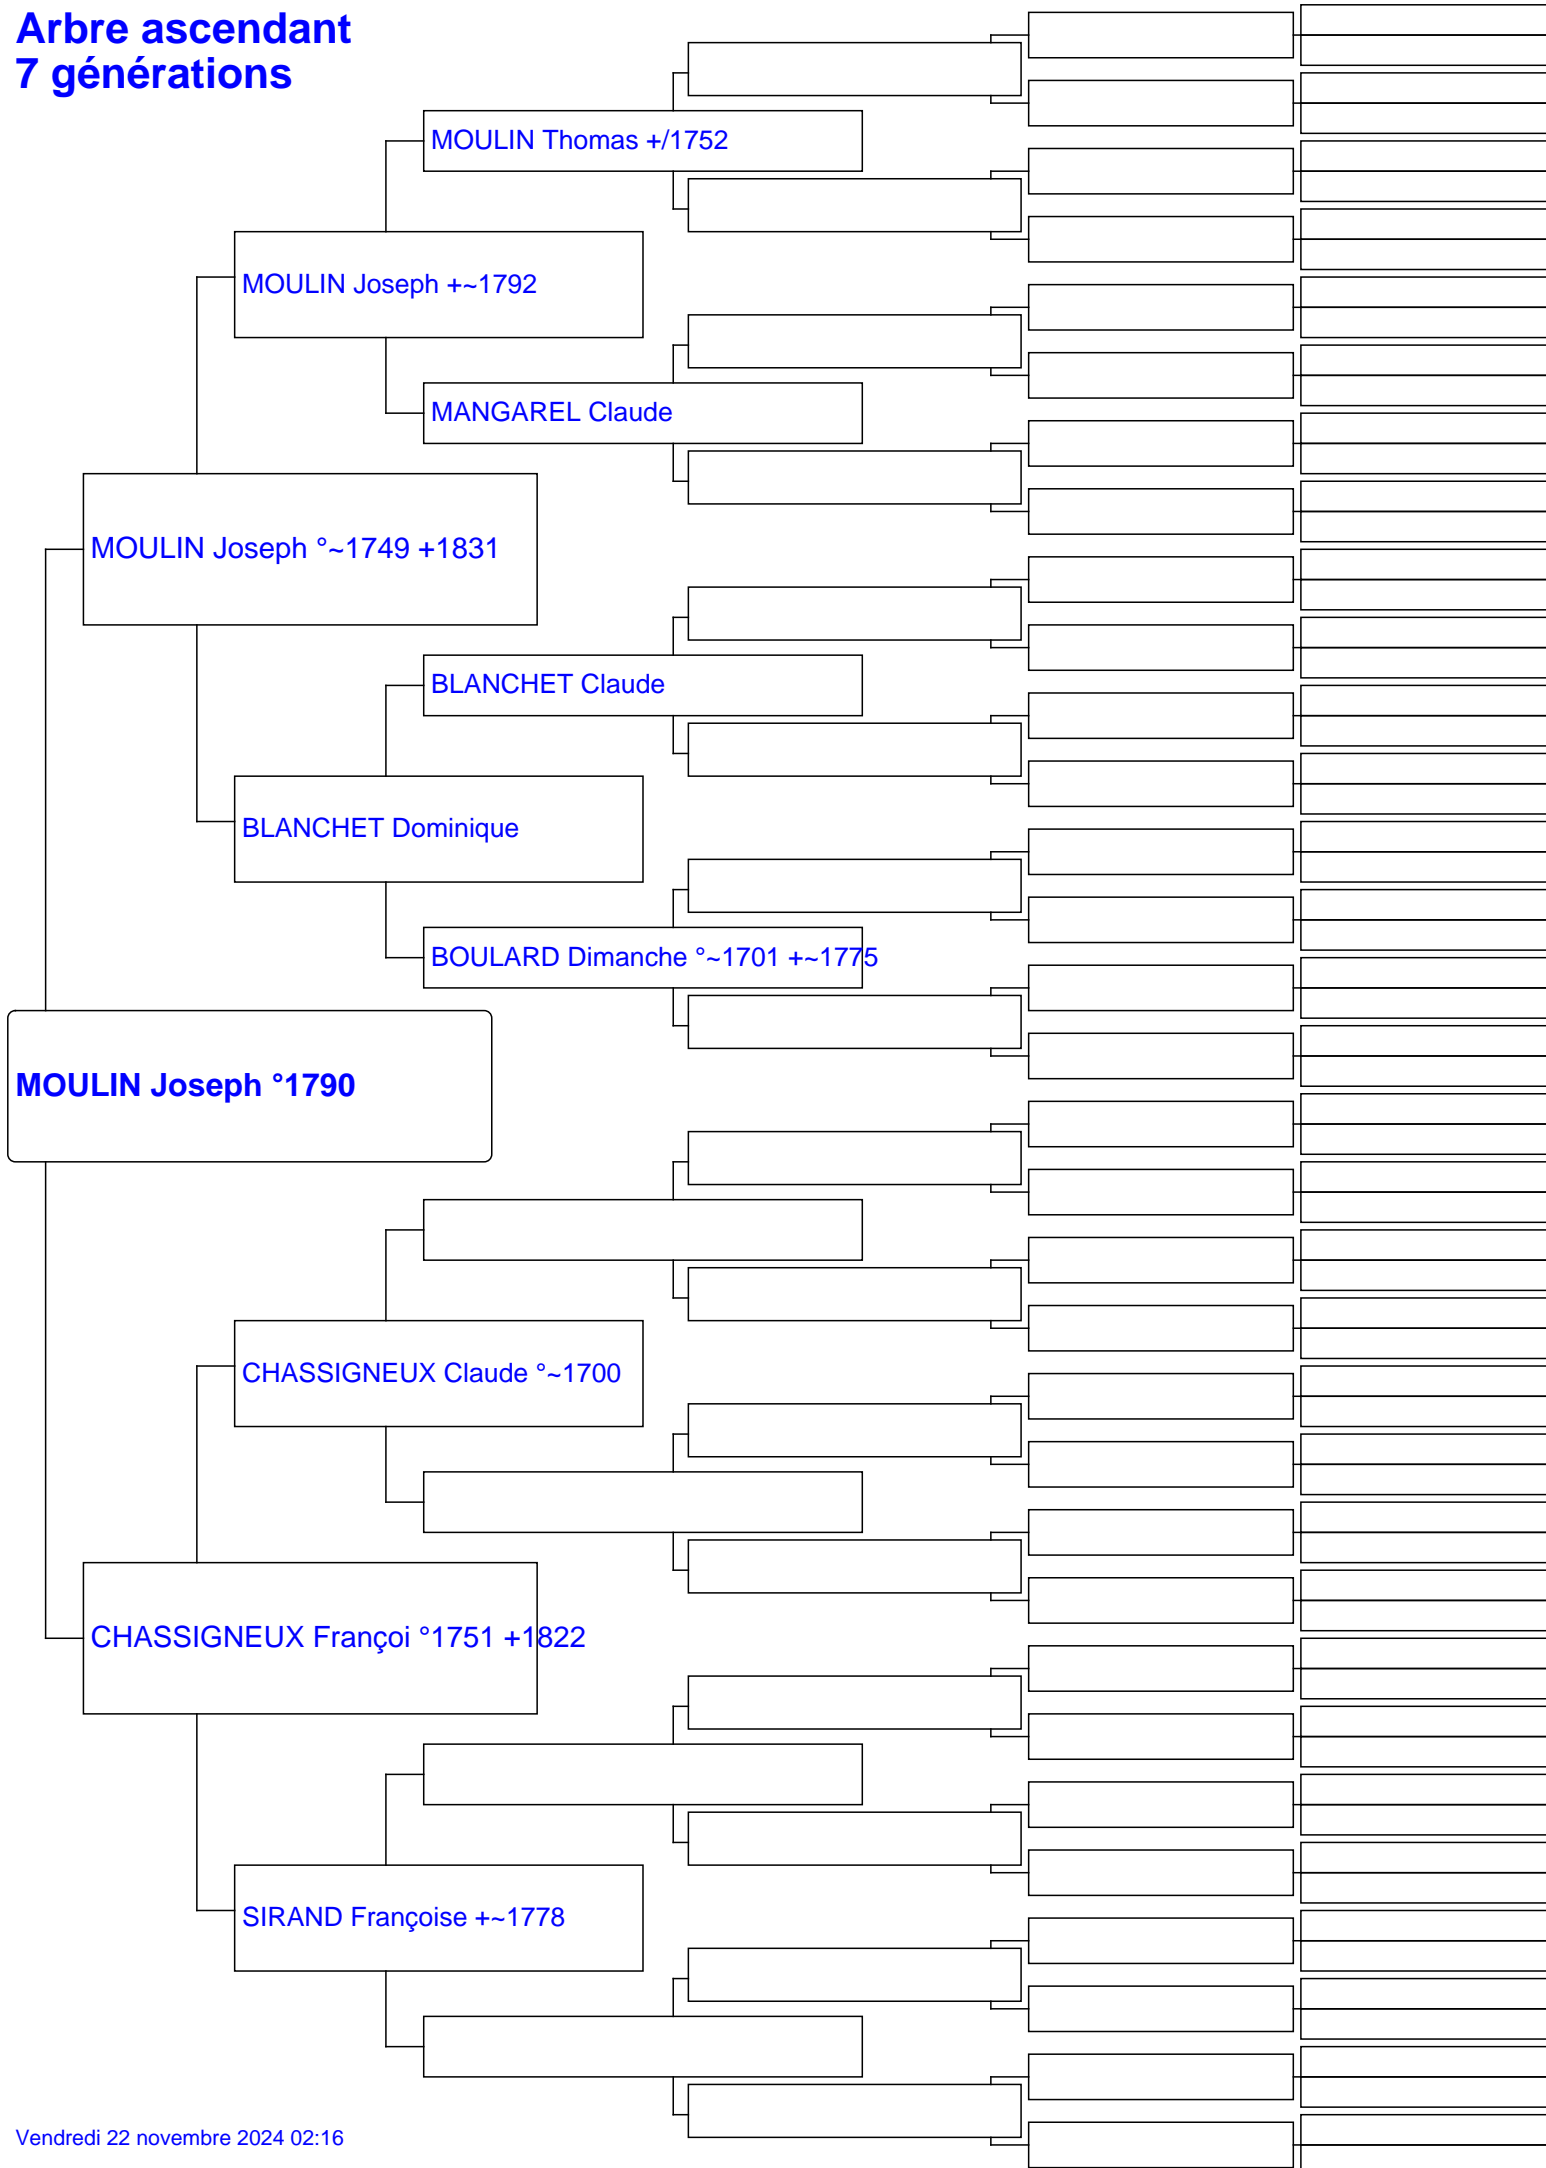 Arbre ascendant
7 générations
MOULIN Thomas +/1752
MOULIN Joseph +~1792
MANGAREL Claude
MOULIN Joseph °~1749 +1831
BLANCHET Claude
BLANCHET Dominique
BOULARD Dimanche °~1701 +~1775
MOULIN Joseph °1790
CHASSIGNEUX Claude °~1700
CHASSIGNEUX Françoi °1751 +1822
SIRAND Françoise +~1778
Vendredi 22 novembre 2024 02:16